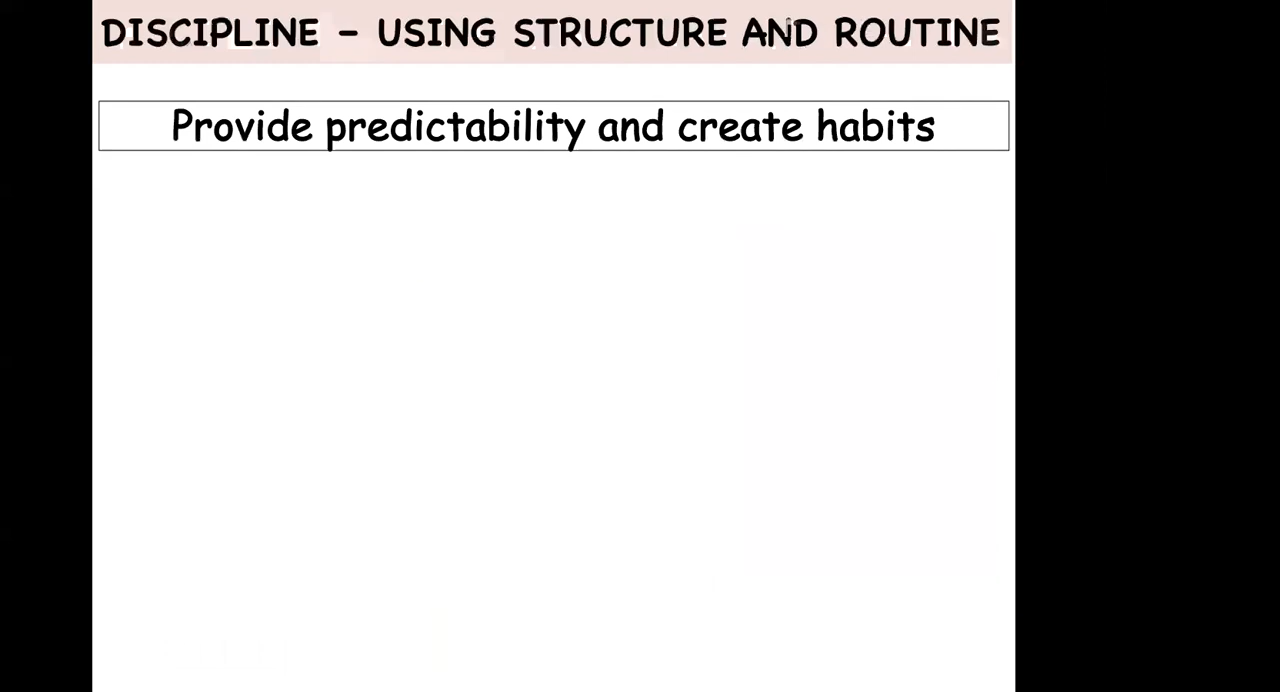 DISCIPLINE – USING STRUCTURE AND ROUTINE
Provide predictability and create habits